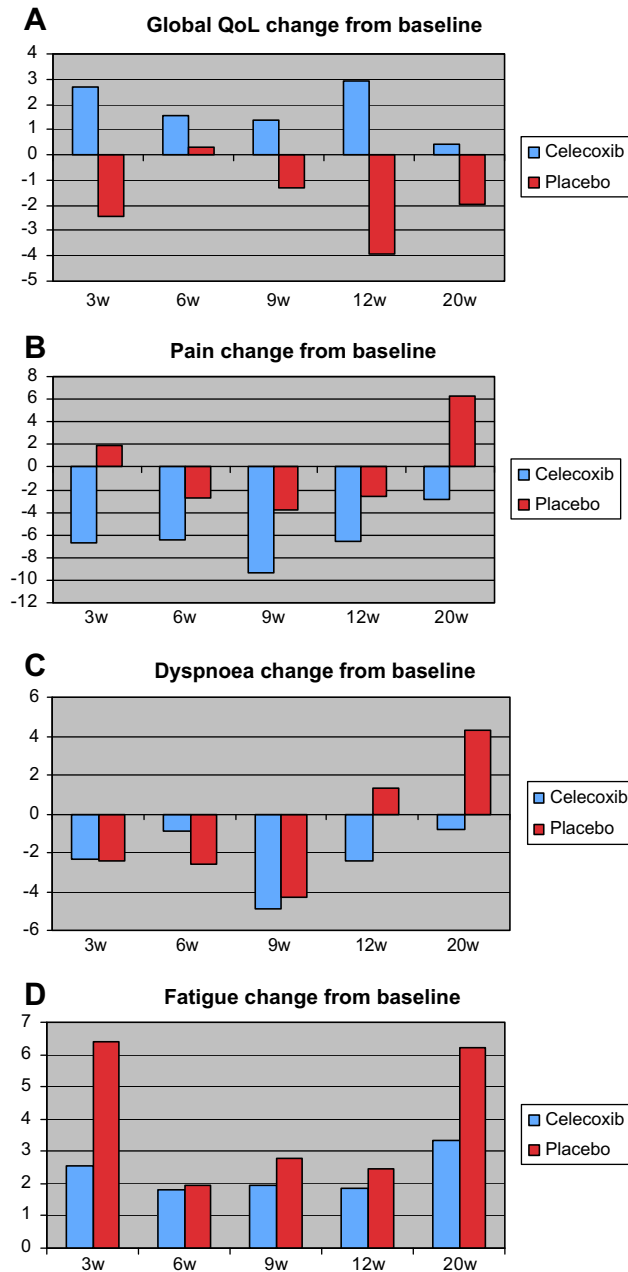 A
Global QoL change from baseline
4
3
2
1
0
-1
-2
-3
-4
-5
3w 6w 9w 12w 20w
Celecoxib
Placebo
B
Pain change from baseline
8
6
4
2
0
-2
-4
-6
-8
-10
-12
3w 6w 9w 12w 20w
Celecoxib
Placebo
C
Dyspnoea change from baseline
6
4
2
0
-2
-4
-6
3w 6w 9w 12w 20w
Celecoxib
Placebo
D
Fatigue change from baseline
7
6
5
4
3
2
1
0
3w 6w 9w 12w 20w
Celecoxib
Placebo